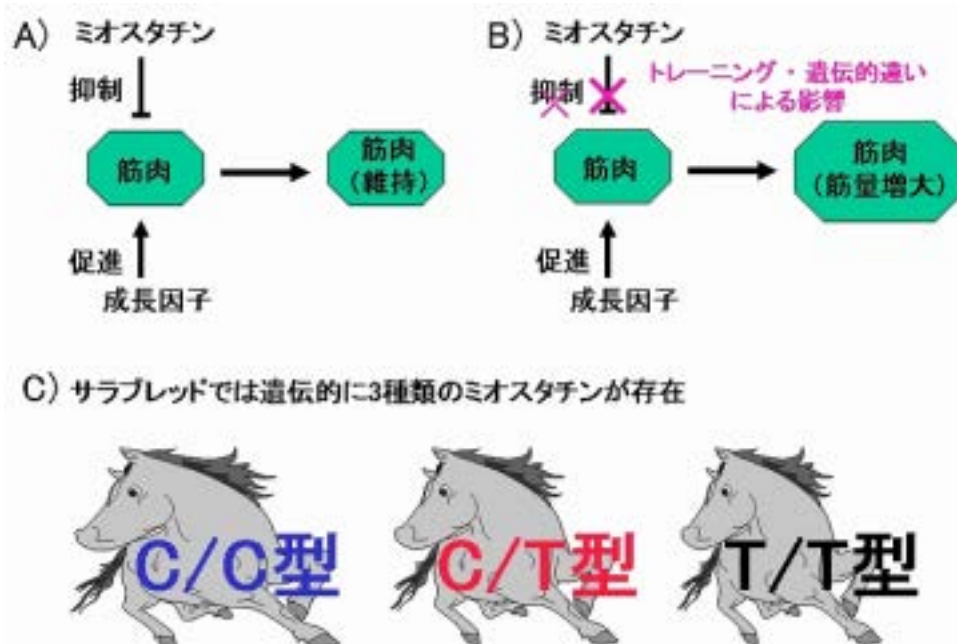 A) ミオスタチン
抑制
筋肉
筋肉
(維持)
促進
成長因子
B) ミオスタチン
抑制
トレーニング・遺伝的違い
による影響
筋肉
筋肉
(筋量増大)
促進
成長因子
C) サラブレッドでは遺伝的に3種類のミオスタチンが存在
C/C型
C/T型
T/T型